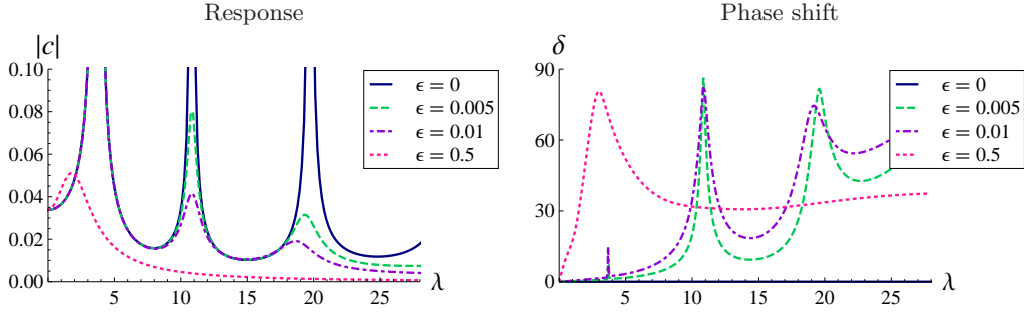 Response
|c|
0.10
0.08
0.06
0.04
0.02
0.00
5
10
15
20
25
λ
ϵ = 0
ϵ = 0.005
ϵ = 0.01
ϵ = 0.5
Phase shift
δ
90
60
30
0
5
10
15
20
25
λ
ϵ = 0
ϵ = 0.005
ϵ = 0.01
ϵ = 0.5